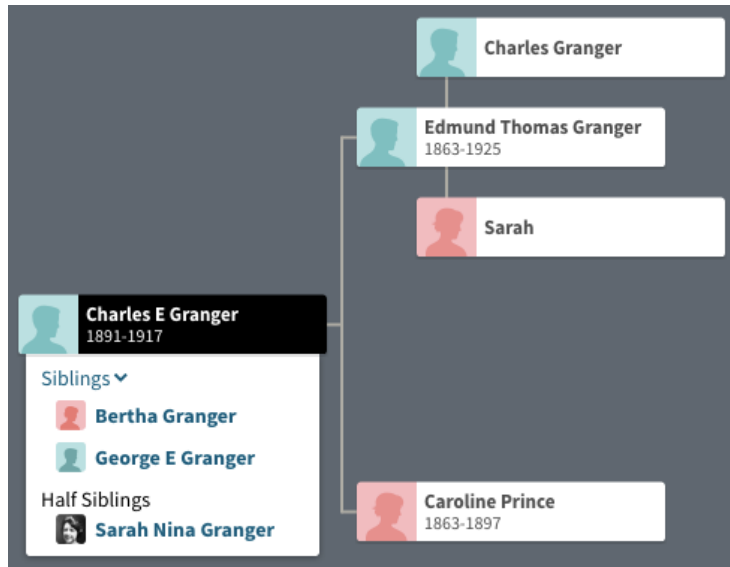 Charles Granger
Edmund Thomas Granger
1863-1925
Sarah
Charles E Granger
1891-1917
Siblings
Bertha Granger
George E Granger
Half Siblings
Sarah Nina Granger
Caroline Prince
1863-1897